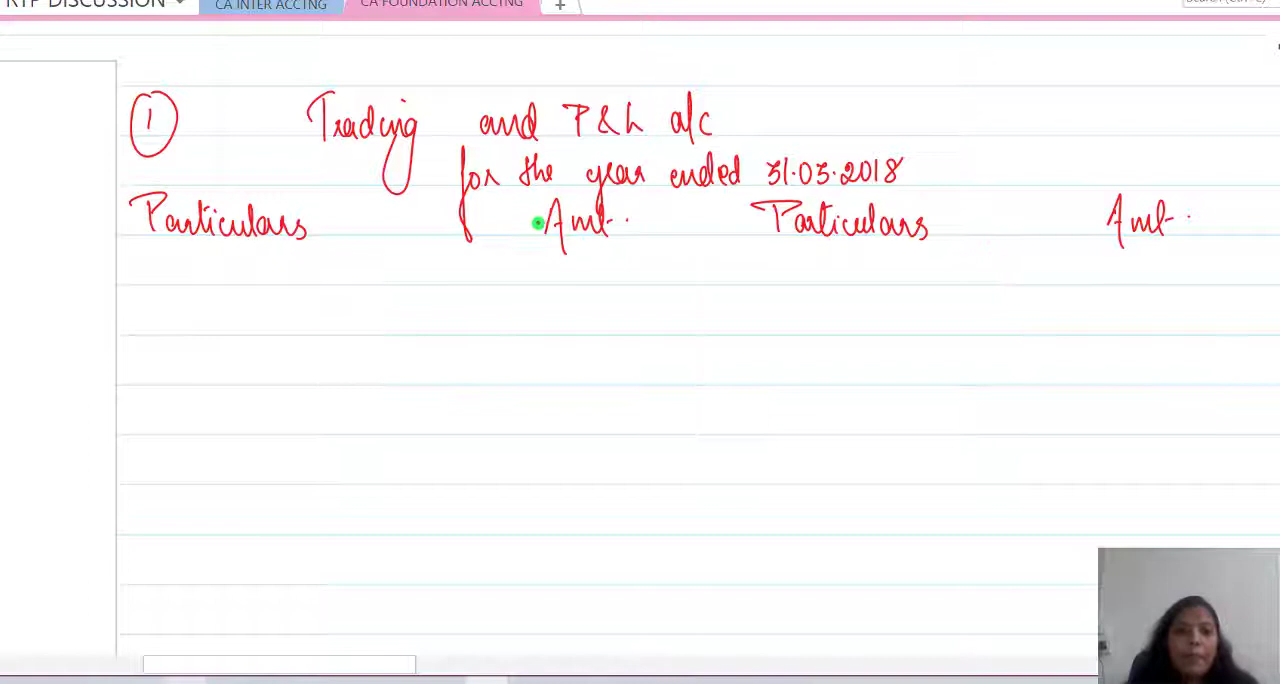 RTP DISCUSSION
CA INTER ACCTNG
CA FOUNDATION ACCTNG
+
1
Trading and P & L a/c
for the year ended 31.03.2018
Particulars Amt. Particulars Amt.